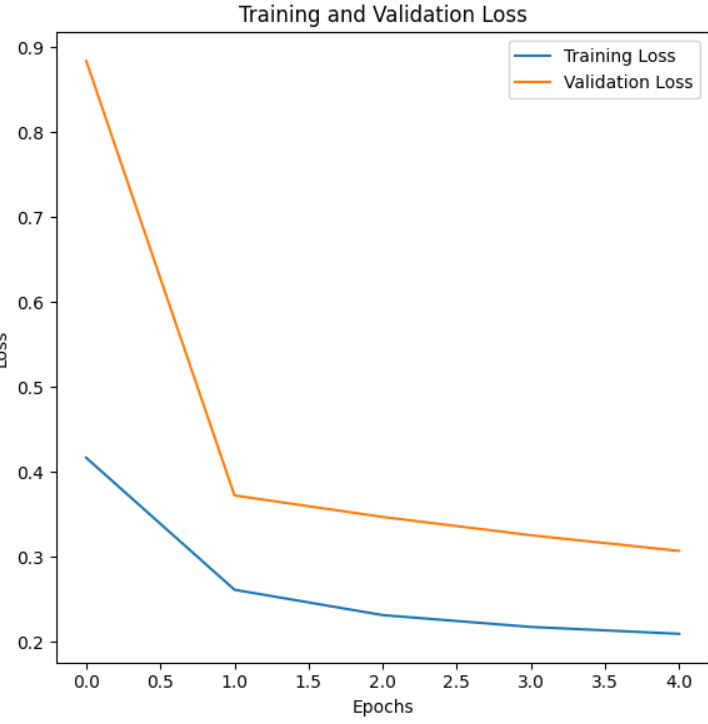 Training and Validation Loss
0.9
Training Loss
Validation Loss
0.8
0.7
0.6
0.5
Loss
0.4
0.3
0.2
0.0 0.5 1.0 1.5 2.0 2.5 3.0 3.5 4.0
Epochs